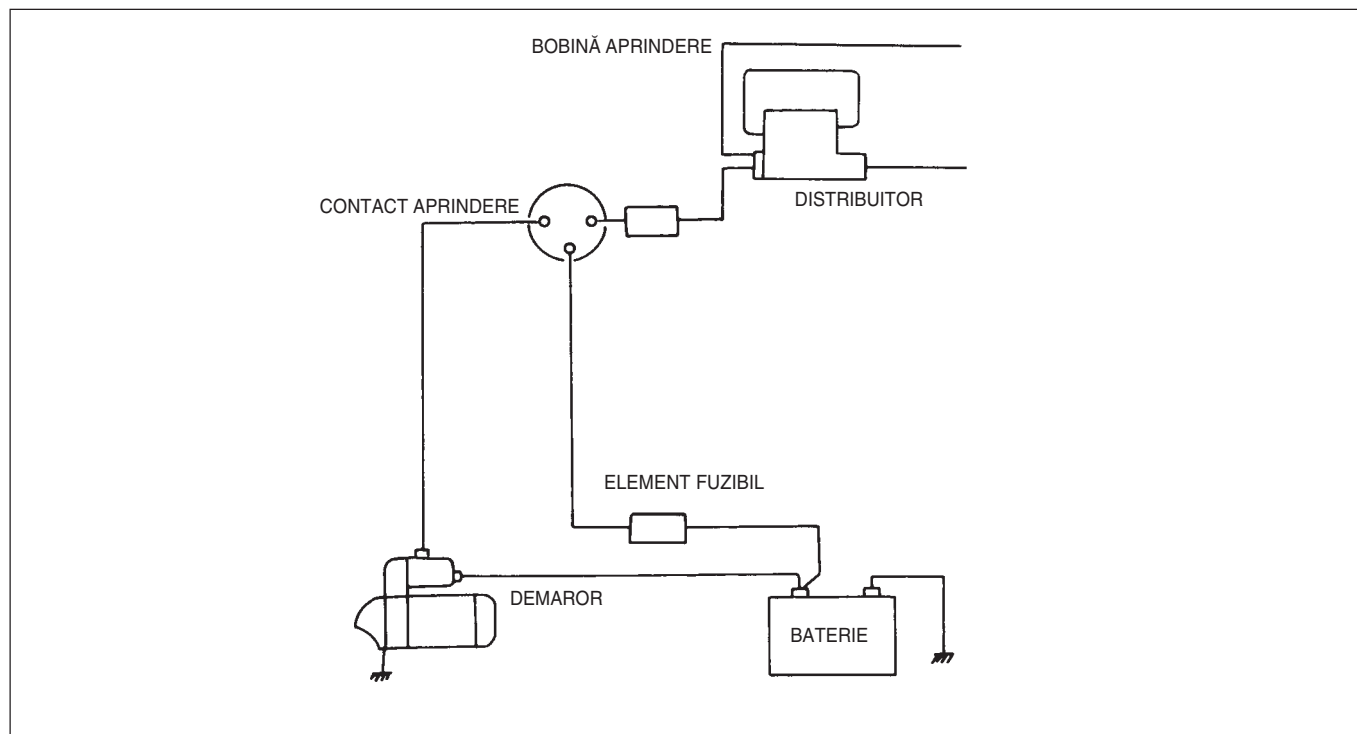 BOBINĂ APRINDERE
DISTRIBUITOR
CONTACT APRINDERE
ELEMENT FUZIBIL
DEMAROR
BATERIE